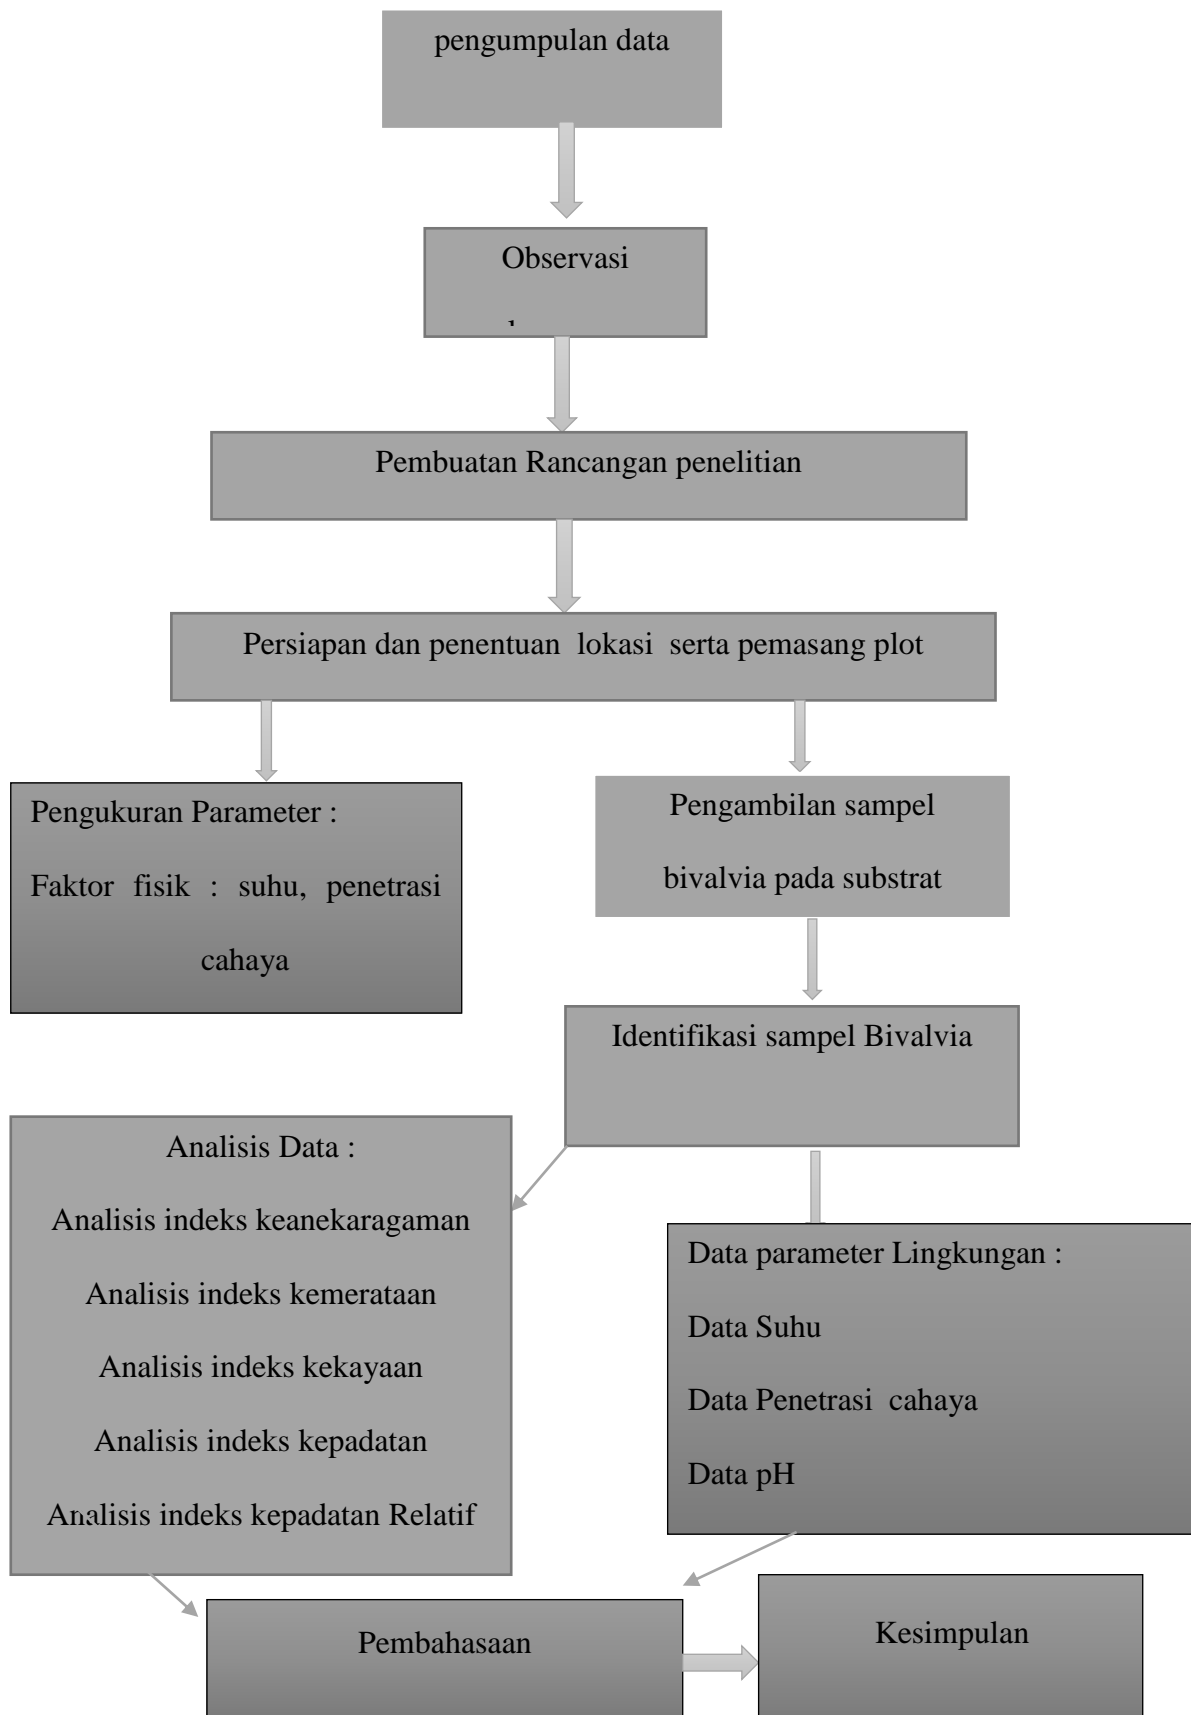 pengumpulan data
Observasi
Pembuatan Rancangan penelitian
Persiapan dan penentuan lokasi serta pemasang plot
Pengukuran Parameter :
Faktor fisik : suhu, penetrasi
cahaya
Pengambilan sampel
bivalvia pada substrat
Identifikasi sampel Bivalvia
Analisis Data :
Analisis indeks keanekaragaman
Analisis indeks kemerataan
Analisis indeks kekayaan
Analisis indeks kepadatan
Analisis indeks kepadatan Relatif
Data parameter Lingkungan :
Data Suhu
Data Penetrasi cahaya
Data pH
Pembahasaan
Kesimpulan